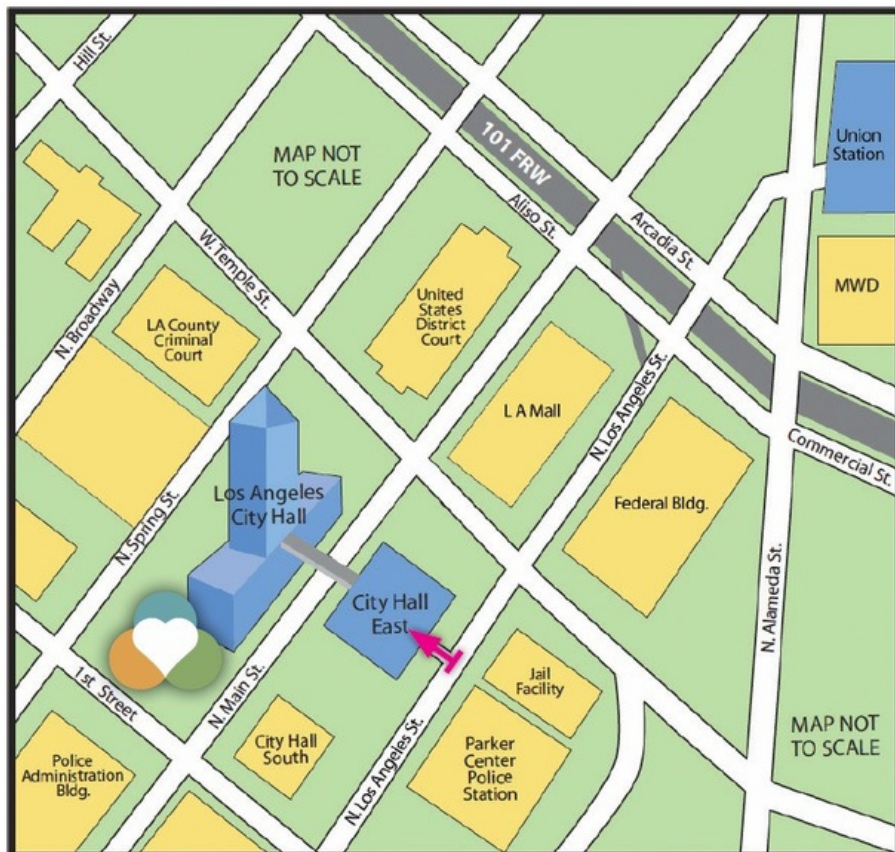 Hill St.
MAP NOT
TO SCALE
101 FRW
Union
Station
Aliso St.
Arcadia St.
W. Temple St.
N. Broadway
LA County
Criminal
Court
United
States
District
Court
MWD
L A Mall
N. Los Angeles St.
Commercial St.
Los Angeles
City Hall
N. Spring St.
Federal Bldg.
N. Alameda St.
City Hall
East
1st Street
N. Main St.
Jail
Facility
City Hall
South
N. Los Angeles St.
Parker
Center
Police
Station
Police
Administration
Bldg.
MAP NOT
TO SCALE